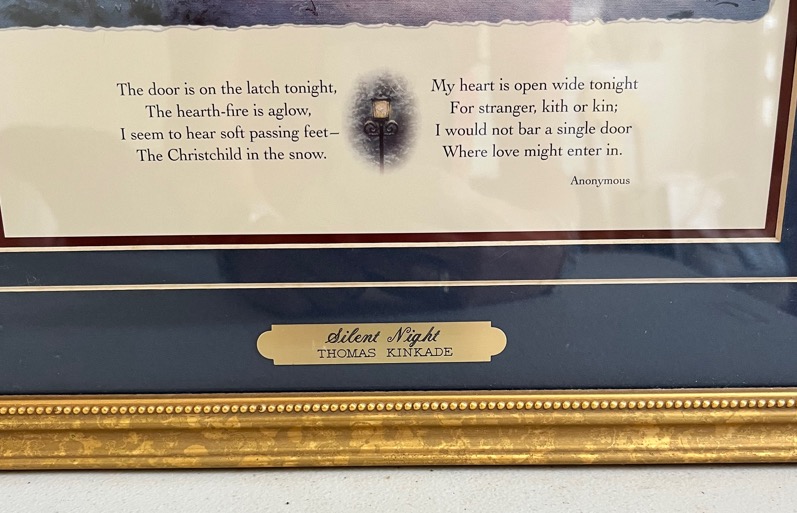 The door is on the latch tonight,
The hearth-fire is aglow,
I seem to hear soft passing feet—
The Christchild in the snow.
My heart is open wide tonight
For stranger, kith or kin;
I would not bar a single door
Where love might enter in.
Anonymous
Silent Night
THOMAS KINKADE